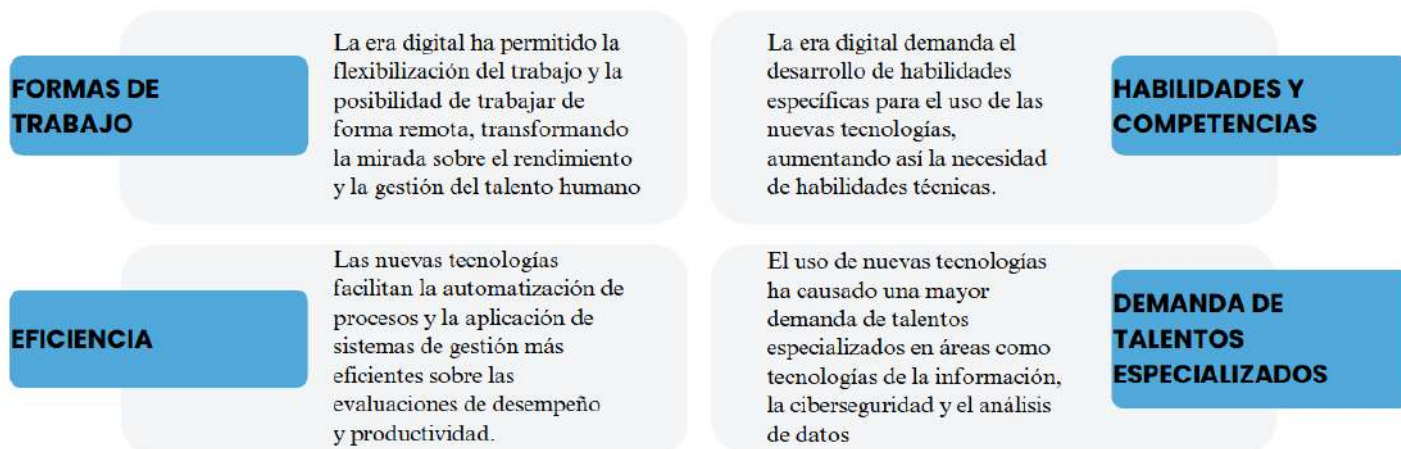 FORMAS DE
TRABAJO
La era digital ha permitido la
flexibilización del trabajo y la
posibilidad de trabajar de
forma remota, transformando
la mirada sobre el rendimiento
y la gestión del talento humano
La era digital demanda el
desarrollo de habilidades
específicas para el uso de las
nuevas tecnologías,
aumentando así la necesidad
de habilidades técnicas.
HABILIDADES Y
COMPETENCIAS
EFICIENCIA
Las nuevas tecnologías
facilitan la automatización de
procesos y la aplicación de
sistemas de gestión más
eficientes sobre las
evaluaciones de desempeño
y productividad.
El uso de nuevas tecnologías
ha causado una mayor
demanda de talentos
especializados en áreas como
tecnologías de la información,
la ciberseguridad y el análisis
de datos
DEMANDA DE
TALENTOS
ESPECIALIZADOS